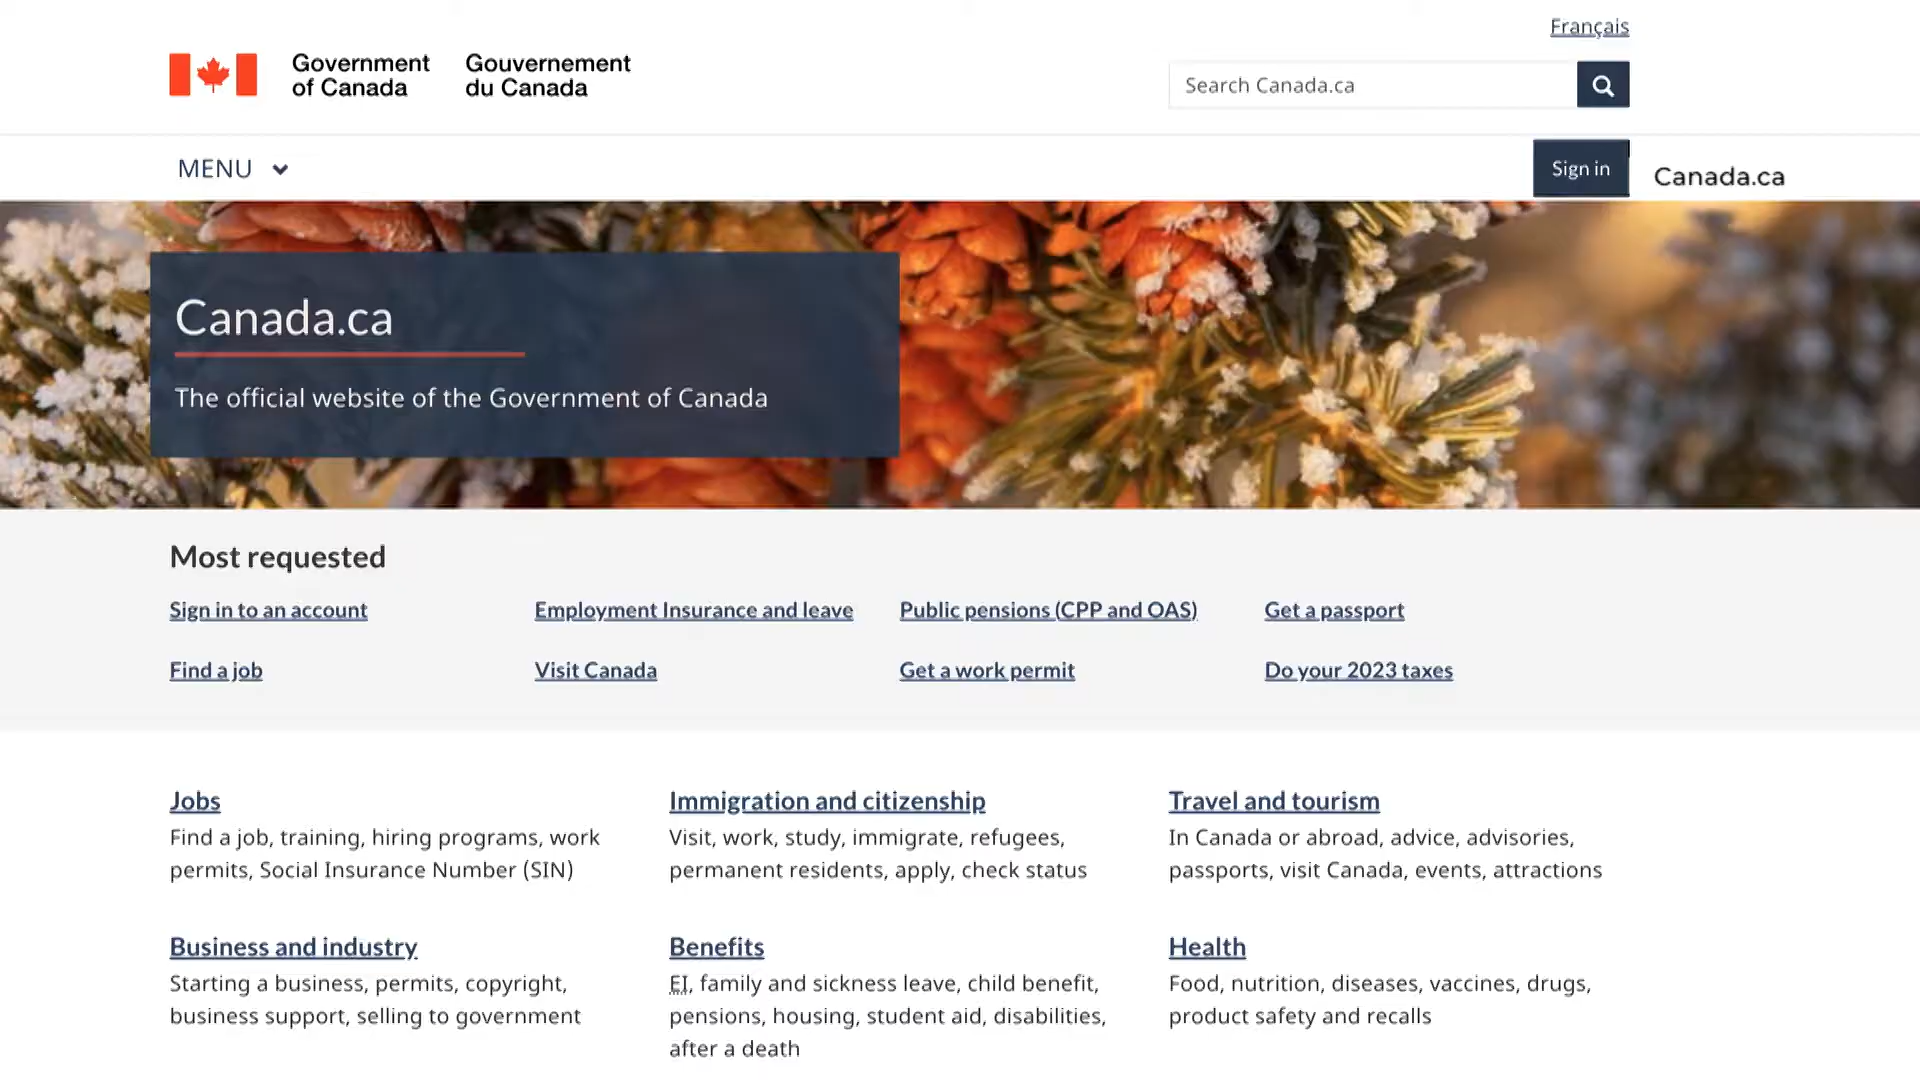 Français
Government
of Canada
Gouvernement
du Canada
Search Canada.ca
MENU
Sign in
Canada.ca
Canada.ca
The official website of the Government of Canada
Most requested
Sign in to an account
Employment Insurance and leave
Public pensions (CPP and OAS)
Get a passport
Find a job
Visit Canada
Get a work permit
Do your 2023 taxes
Jobs
Find a job, training, hiring programs, work
permits, Social Insurance Number (SIN)
Immigration and citizenship
Visit, work, study, immigrate, refugees,
permanent residents, apply, check status
Travel and tourism
In Canada or abroad, advice, advisories,
passports, visit Canada, events, attractions
Business and industry
Starting a business, permits, copyright,
business support, selling to government
Benefits
EI, family and sickness leave, child benefit,
pensions, housing, student aid, disabilities,
after a death
Health
Food, nutrition, diseases, vaccines, drugs,
product safety and recalls